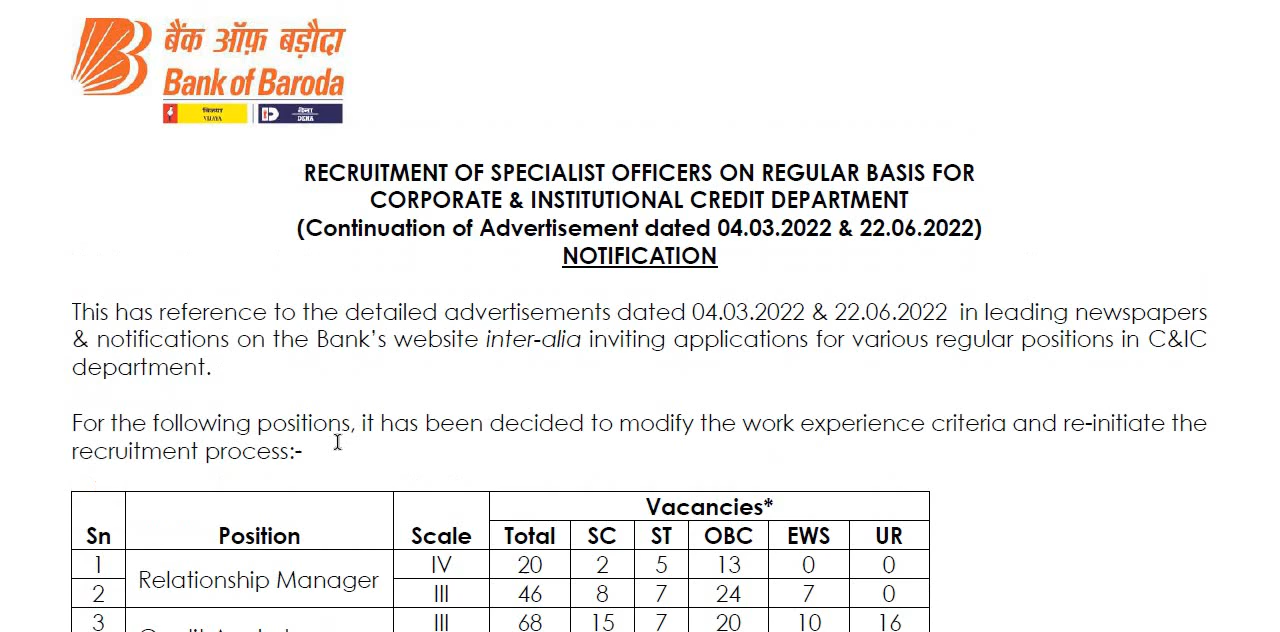 बैंक ऑफ़ बड़ौदा
Bank of Baroda
विजया
VIJAYA
देना
DENA
RECRUITMENT OF SPECIALIST OFFICERS ON REGULAR BASIS FOR
CORPORATE & INSTITUTIONAL CREDIT DEPARTMENT
(Continuation of Advertisement dated 04.03.2022 & 22.06.2022)
NOTIFICATION
This has reference to the detailed advertisements dated 04.03.2022 & 22.06.2022 in leading newspapers
& notifications on the Bank's website inter-alia inviting applications for various regular positions in C&IC
department.
For the following positions, it has been decided to modify the work experience criteria and re-initiate the
recruitment process:-
Vacancies*
Sn Position Scale Total SC ST OBC EWS UR
1 Relationship Manager IV 20 2 5 13 0 0
2 III 46 8 7 24 7 0
3 III 68 15 7 20 10 16